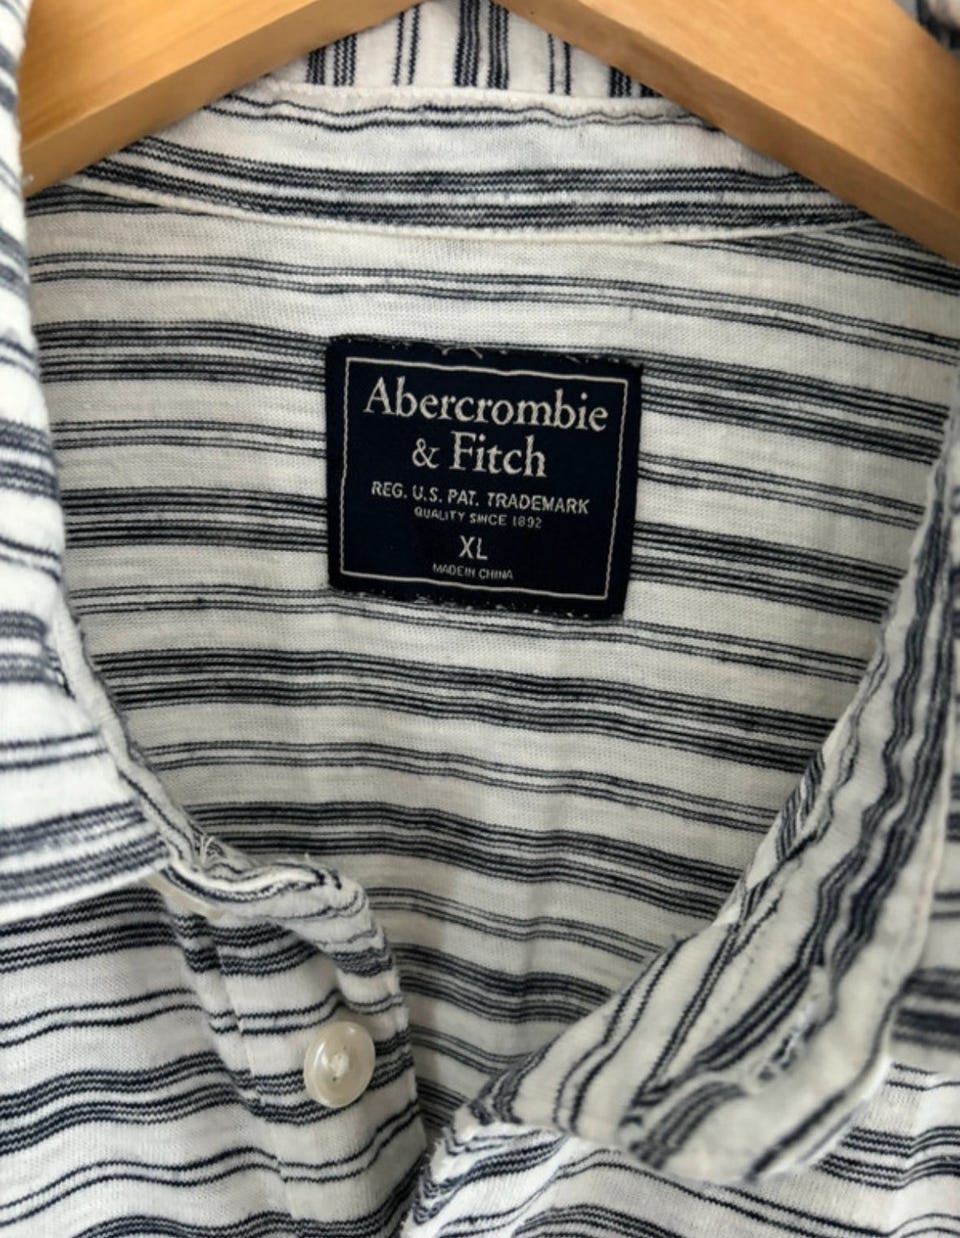 Abercrombie
& Fitch
REG. U.S. PAT. TRADEMARK
QUALITY SINCE 1892
XL
MADE IN CHINA